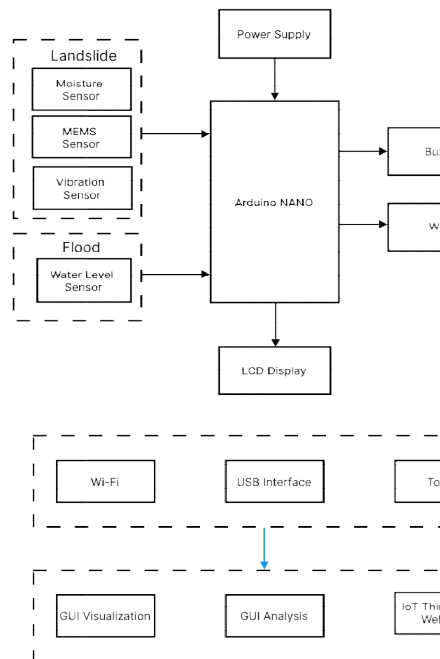 Power Supply
Landslide
Moisture
Sensor
MEMS
Sensor
Vibration
Sensor
Arduino NANO
Flood
Water Level
Sensor
LCD Display
Wi-Fi
USB Interface
GUI Visualization
GUI Analysis
IoT